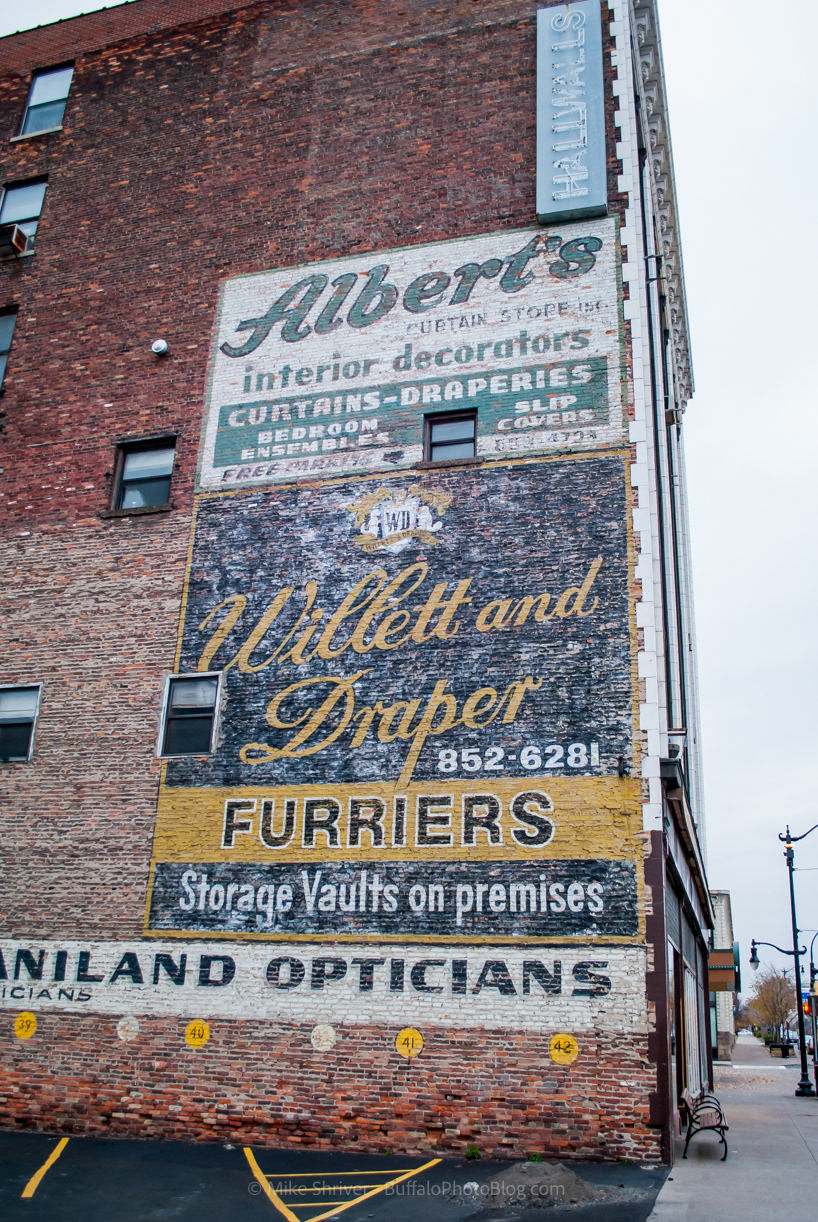 HALLWALLS
Albert's
CURTAIN STORE INC
interior decorators
CURTAINS-DRAPERIES
BEDROOM
ENSEMBLES
SLIP
COVERS
FREE PARKING
WD
Willett and
Draper
852-6281
FURRIERS
Storage Vaults on premises
ANILAND OPTICIANS
ICIANS
39
40
41
42
© Mike Shriver - BuffaloPhotoBlog.com